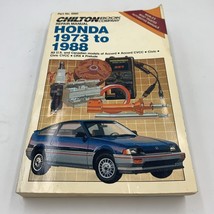 CHILTON BOOK COMPANY
REPAIR MANUAL
HONDA
1973 to
1988
All U.S. and Canadian models of Accord • Accord CVCC • Civic •
Civic CVCC • CRX • Prelude